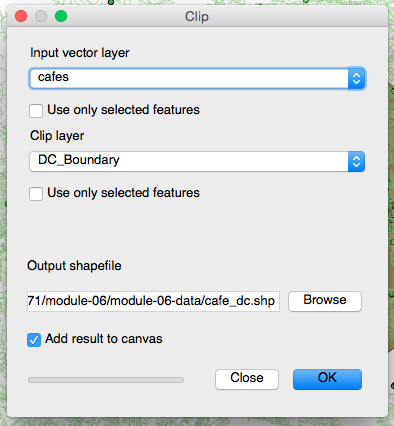 Clip
Input vector layer
cafes
Use only selected features
Clip layer
DC_Boundary
Use only selected features
Output shapefile
71/module-06/module-06-data/cafe_dc.shp
Browse
Add result to canvas
Close
OK